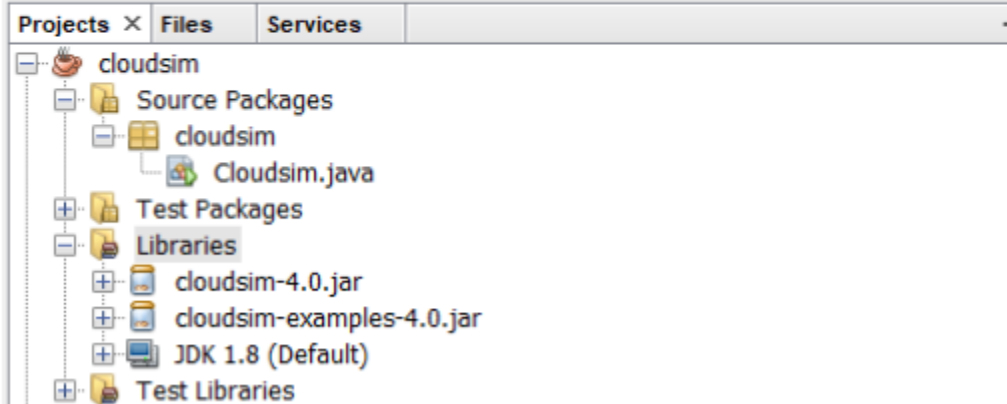 Projects × Files Services
cloudsim
Source Packages
cloudsim
Cloudsim.java
Test Packages
Libraries
cloudsim-4.0.jar
cloudsim-examples-4.0.jar
JDK 1.8 (Default)
Test Libraries